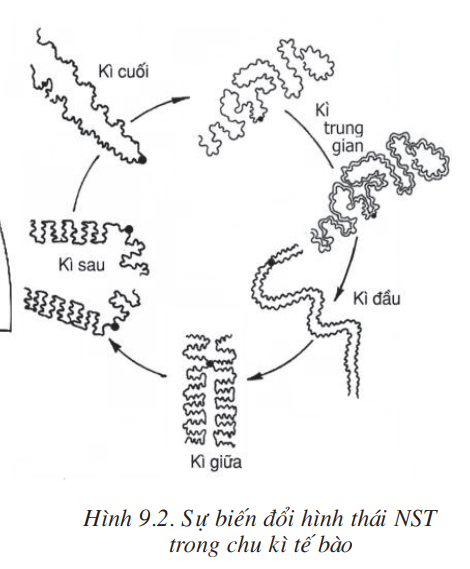 Kì cuối
Kì
trung
gian
Kì sau
Kì đầu
Kì giữa
Hình 9.2. Sự biến đổi hình thái NST
trong chu kì tế bào